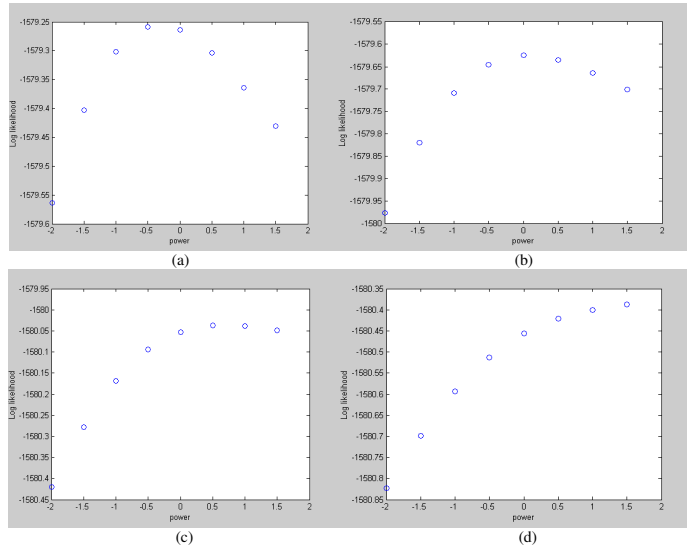 -1579.25
-1579.3
-1579.35
-1579.4
-1579.45
-1579.5
-1579.55
-1579.6
Log likelihood
-2 -1.5 -1 -0.5 0 0.5 1 1.5 2
power
(a)
-1579.55
-1579.6
-1579.65
-1579.7
-1579.75
-1579.8
-1579.85
-1579.9
-1579.95
-1580
Log likelihood
-2 -1.5 -1 -0.5 0 0.5 1 1.5 2
power
(b)
-1579.95
-1580
-1580.05
-1580.1
-1580.15
-1580.2
-1580.25
-1580.3
-1580.35
-1580.4
-1580.45
Log likelihood
-2 -1.5 -1 -0.5 0 0.5 1 1.5 2
power
(c)
-1580.35
-1580.4
-1580.45
-1580.5
-1580.55
-1580.6
-1580.65
-1580.7
-1580.75
-1580.8
-1580.85
Log likelihood
-2 -1.5 -1 -0.5 0 0.5 1 1.5 2
power
(d)